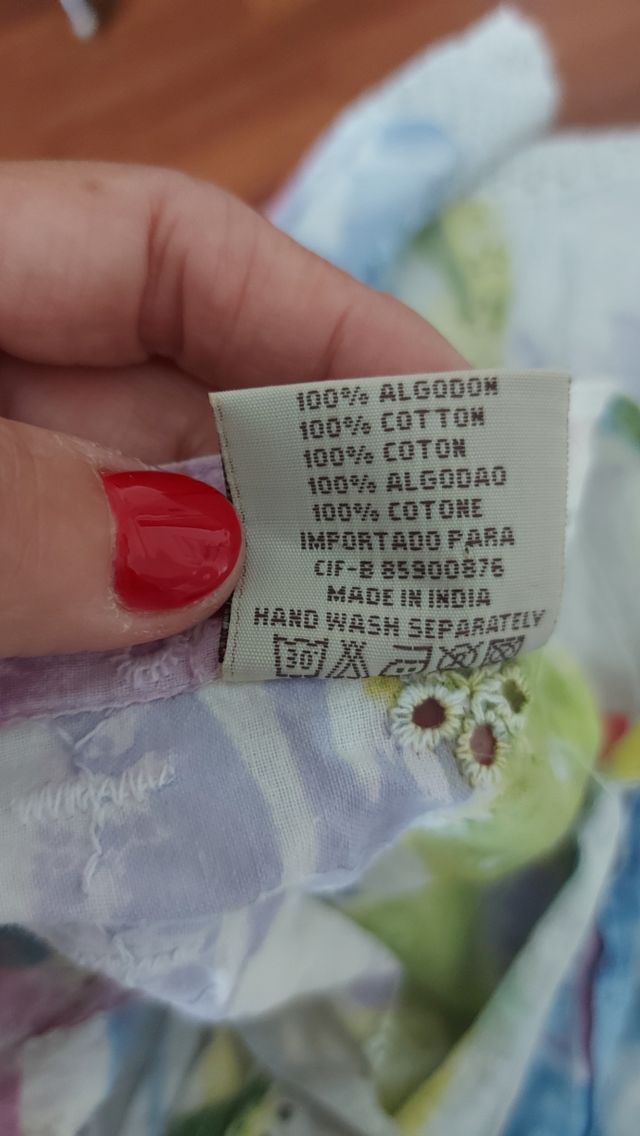 100% ALGODON
100% COTTON
100% COTON
100% ALGODAO
100% COTONE
IMPORTADO PARA
CIF-B 85900876
MADE IN INDIA
HAND WASH SEPARATELY
30